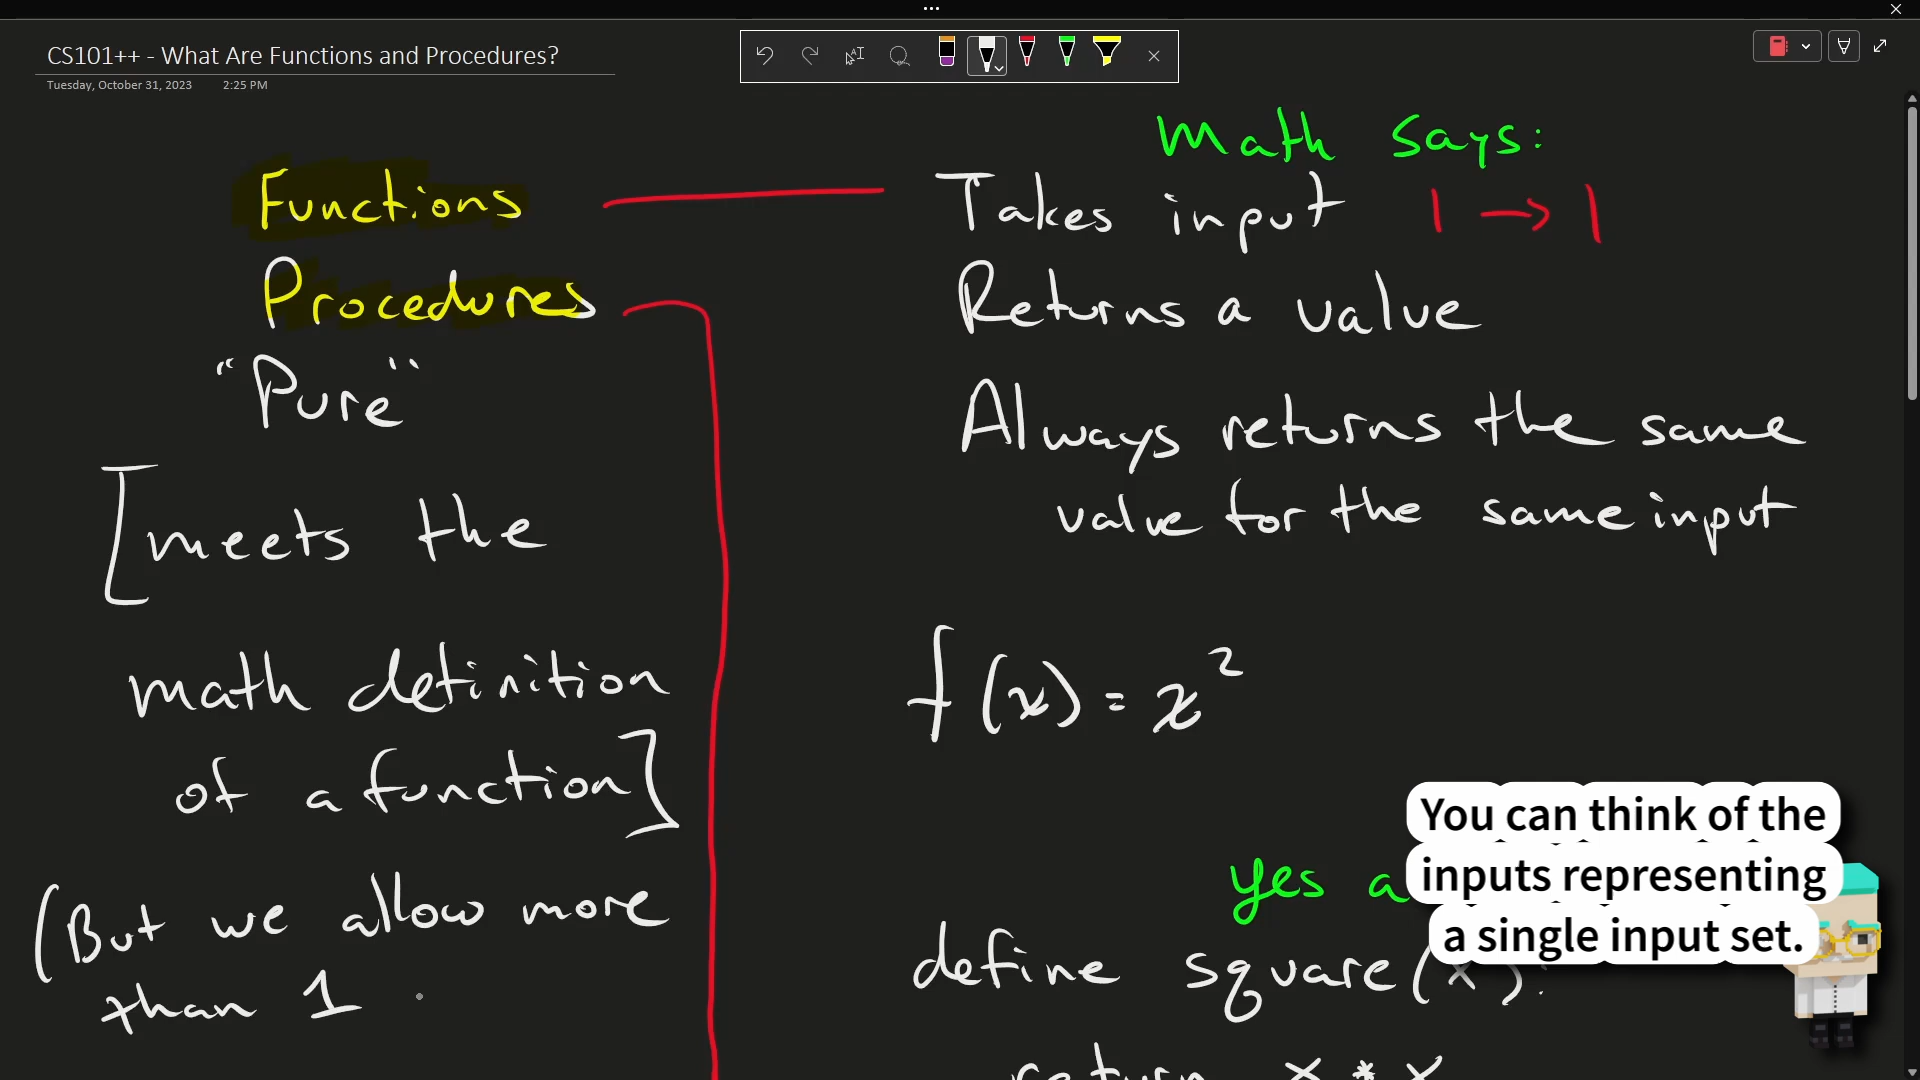 CS101++ - What Are Functions and Procedures?
Tuesday, October 31, 2023 2:25 PM
Functions
Procedures
"Pure"
[meets the
math definition
of a function]
(But we allow more
than 1
Math says:
Takes input 1 → 1
Returns a value
Always returns the same
value for the same input
f(x) = x²
yes a
define square(x):
return x * x
You can think of the
inputs representing
a single input set.